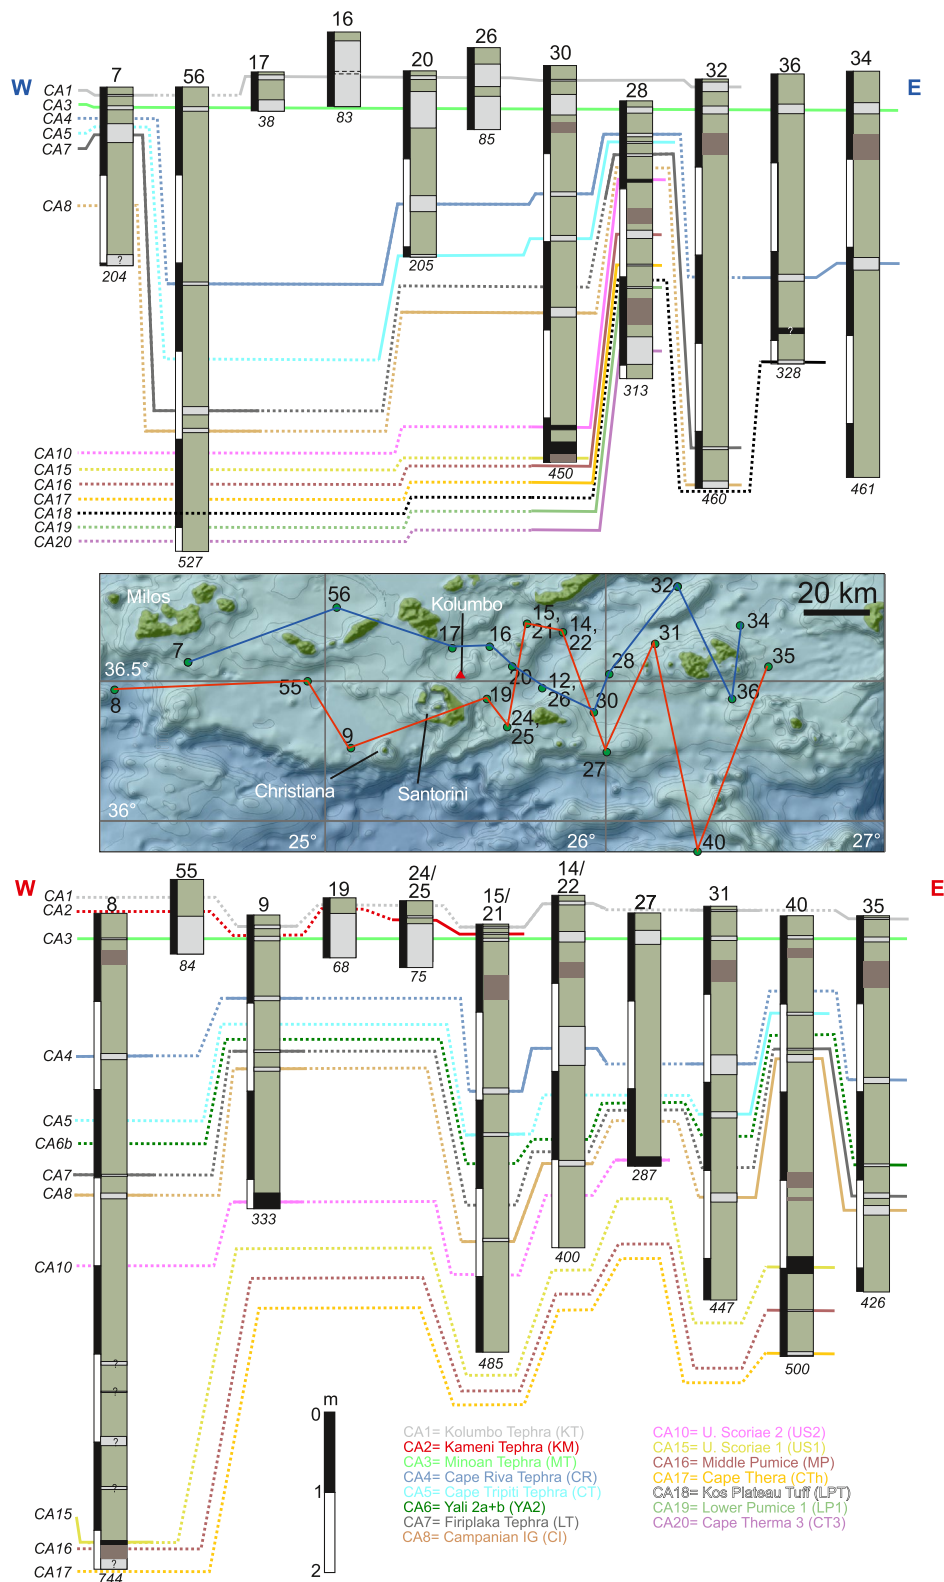 16
26
20
30
34
36
17
32
7
56
28
W
E
CA1
CA3
CA4
CA5
CA7
CA8
38
83
85
?
204
205
?
328
313
450
460
461
CA10
CA15
CA16
CA17
CA18
CA19
CA20
527
Milos
Kolumbo
20 km
32
56
15,
21
14,
22
34
17
16
31
7
36.5°
35
28
20
55
12,
26
36
8
19
30
24,
25
9
27
Christiana
Santorini
36°
25°
26°
27°
40
W
E
55
24/
25
14/
22
19
15/
21
27
31
40
35
8
9
CA1
CA2
CA3
84
68
75
CA4
CA5
CA6b
CA7
CA8
287
333
400
CA10
447
426
485
500
?
?
?
?
?
CA15
CA16
CA17
744
m
0
1
2
CA1= Kolumbo Tephra (KT)
CA2= Kameni Tephra (KM)
CA3= Minoan Tephra (MT)
CA4= Cape Riva Tephra (CR)
CA5= Cape Tripiti Tephra (CT)
CA6= Yali 2a+b (YA2)
CA7= Firiplaka Tephra (LT)
CA8= Campanian IG (CI)
CA10= U. Scoriae 2 (US2)
CA15= U. Scoriae 1 (US1)
CA16= Middle Pumice (MP)
CA17= Cape Thera (CTh)
CA18= Kos Plateau Tuff (LPT)
CA19= Lower Pumice 1 (LP1)
CA20= Cape Therma 3 (CT3)